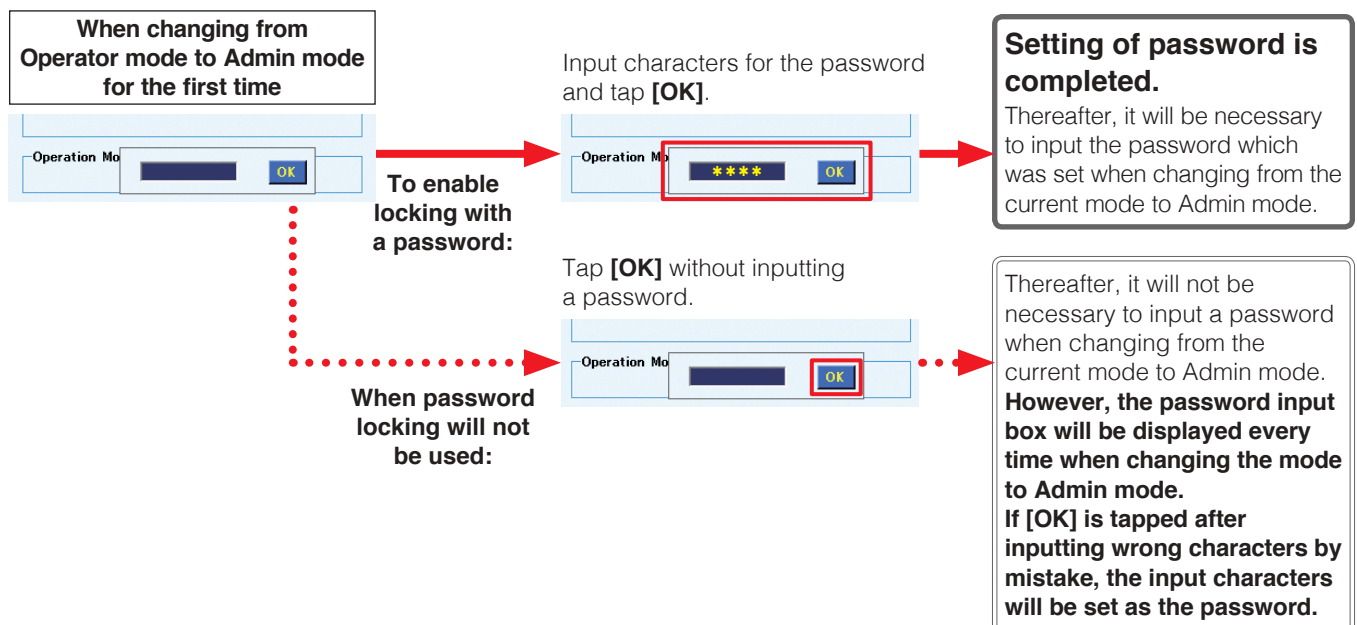 When changing from
Operator mode to Admin mode
for the first time
Operation Mo
OK
To enable
locking with
a password:
Input characters for the password
and tap [OK].
Operation Mo
****
OK
Setting of password is
completed.
Thereafter, it will be necessary
to input the password which
was set when changing from the
current mode to Admin mode.
When password
locking will not
be used:
Tap [OK] without inputting
a password.
Operation Mo
OK
Thereafter, it will not be
necessary to input a password
when changing from the
current mode to Admin mode.
However, the password input
box will be displayed every
time when changing the mode
to Admin mode.
If [OK] is tapped after
inputting wrong characters by
mistake, the input characters
will be set as the password.